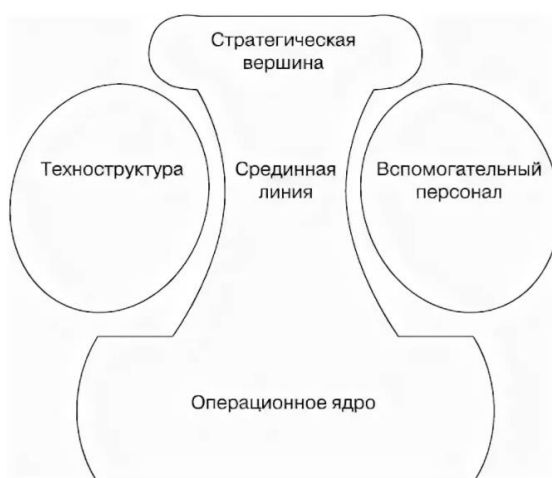 Стратегическая
вершина
Техноструктура
Срединная
линия
Вспомогательный
персонал
Операционное ядро